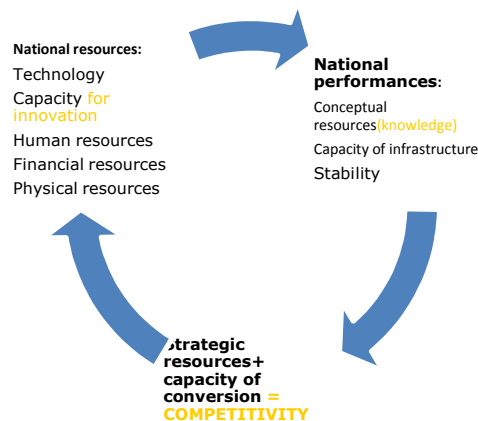 National resources:
Technology
Capacity for
innovation
Human resources
Financial resources
Physical resources
National
performances:
Conceptual
resources(knowledge)
Capacity of infrastructure
Stability
Strategic
resources+
capacity of
conversion =
COMPETITIVITY